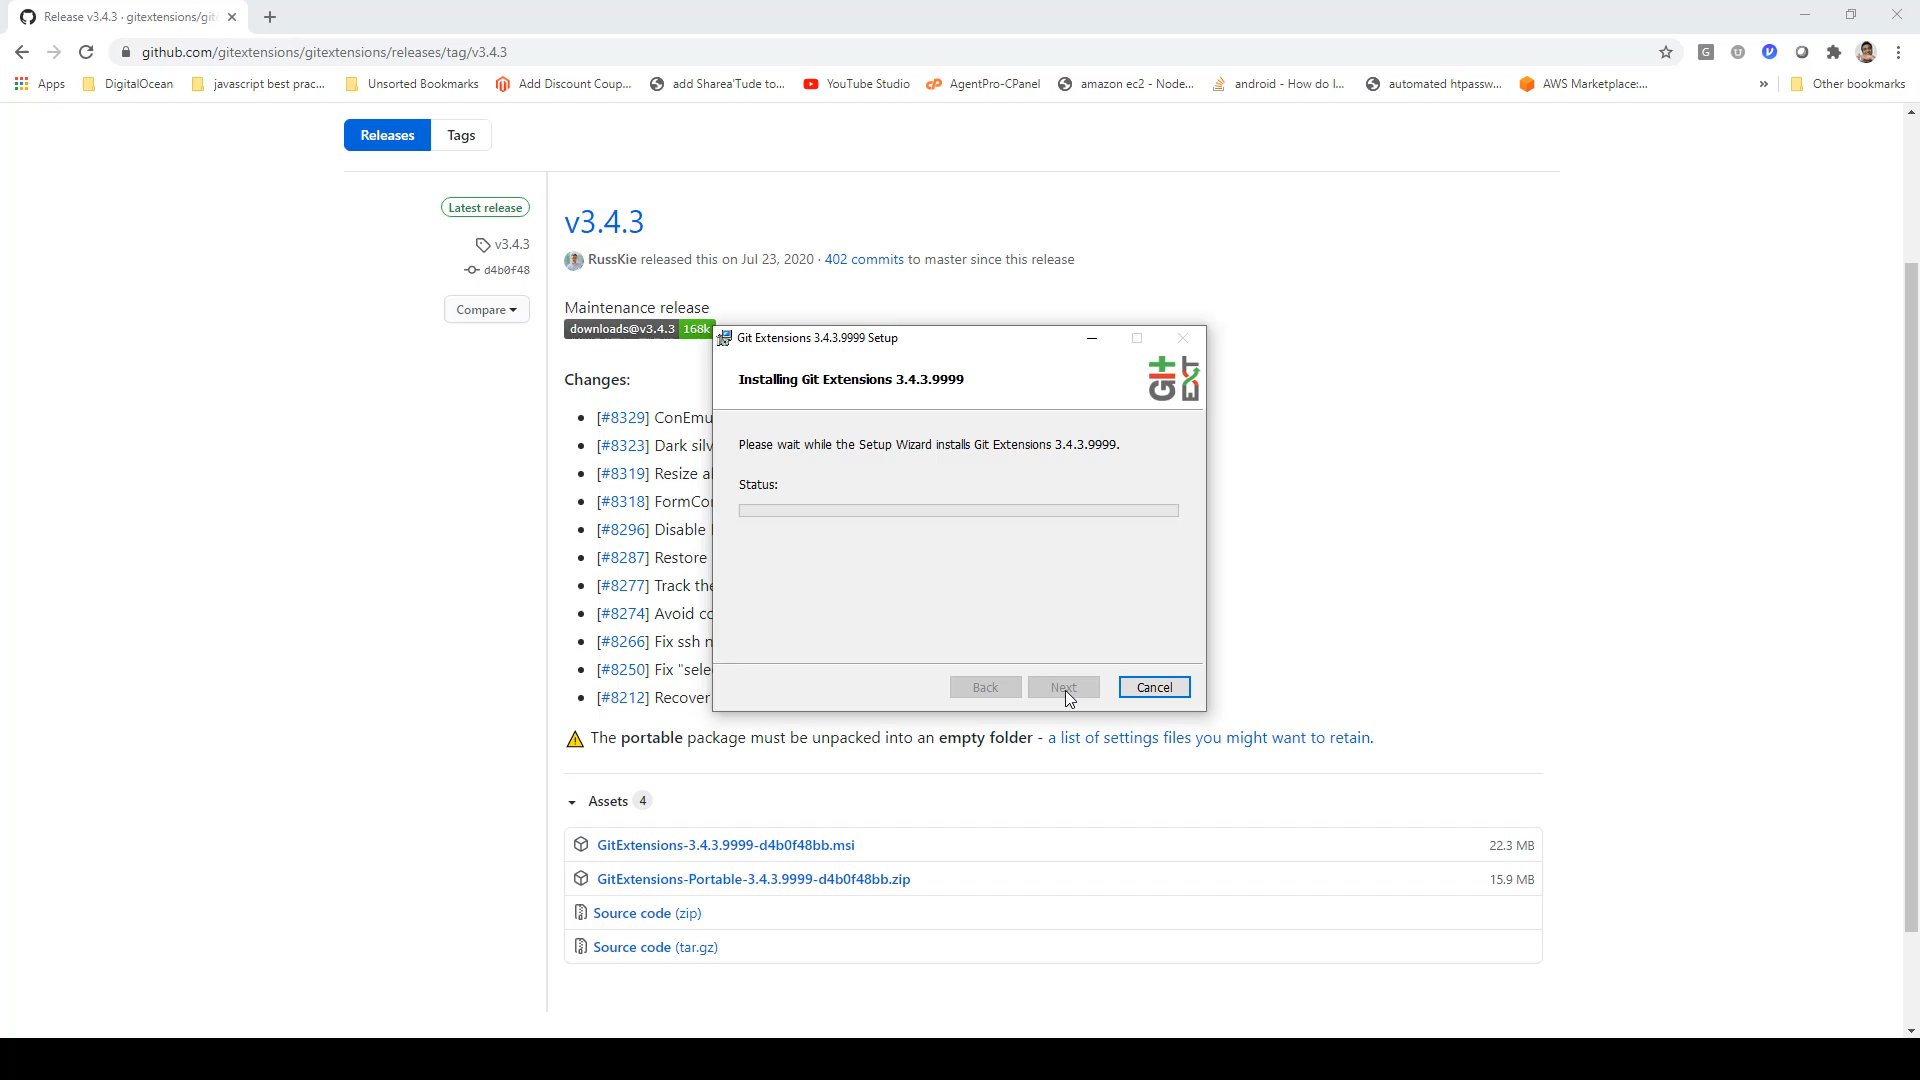 Release v3.4.3 · gitextensions/git
github.com/gitextensions/gitextensions/releases/tag/v3.4.3
Apps DigitalOcean javascript best prac... Unsorted Bookmarks Add Discount Coup... add Sharea'Tude to... YouTube Studio AgentPro-CPanel amazon ec2 - Node... android - How do I... automated htpassw... AWS Marketplace:... » Other bookmarks
Releases Tags
Latest release
v3.4.3
d4b0f48
Compare
v3.4.3
RussKie released this on Jul 23, 2020 · 402 commits to master since this release
Maintenance release
downloads@v3.4.3 168k
Changes:
[#8329] ConEmu
[#8323] Dark silv
[#8319] Resize a
[#8318] FormCo
[#8296] Disable
[#8287] Restore
[#8277] Track the
[#8274] Avoid co
[#8266] Fix ssh n
[#8250] Fix "sele
[#8212] Recover
Git Extensions 3.4.3.9999 Setup
Installing Git Extensions 3.4.3.9999
Git
EXT
Please wait while the Setup Wizard installs Git Extensions 3.4.3.9999.
Status:
Back Next Cancel
The portable package must be unpacked into an empty folder - a list of settings files you might want to retain.
Assets 4
GitExtensions-3.4.3.9999-d4b0f48bb.msi 22.3 MB
GitExtensions-Portable-3.4.3.9999-d4b0f48bb.zip 15.9 MB
Source code (zip)
Source code (tar.gz)